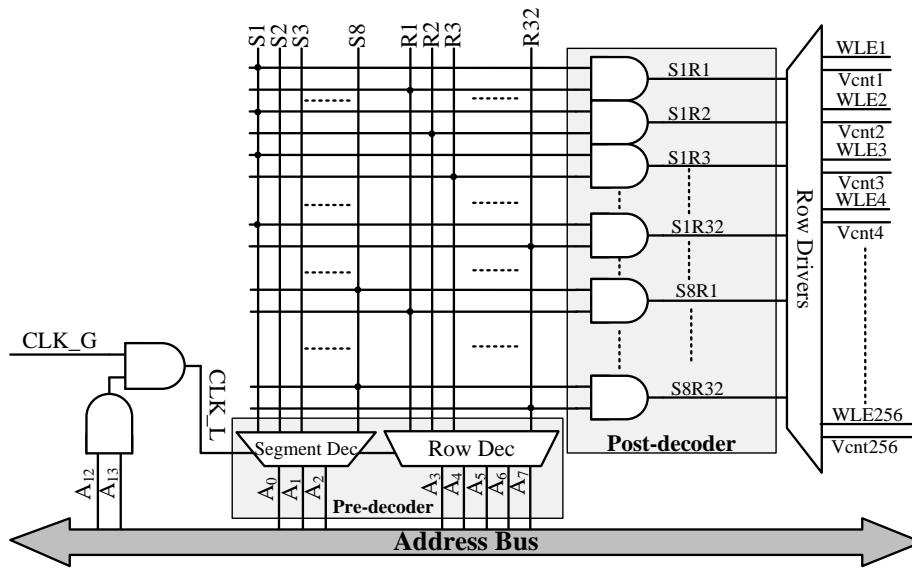 S1 S2 S3 S8 R1 R2 R3 R32
WLE1
S1R1
Vcnt1
WLE2
S1R2
Vcnt2
WLE3
S1R3
Vcnt3
WLE4
S1R32
Vcnt4
Row Drivers
S8R1
CLK_G
CLK_L
S8R32
WLE256
Post-decoder
Vcnt256
Segment Dec
Row Dec
A12 A13
A0 A1 A2
A3 A4 A5 A6 A7
Pre-decoder
Address Bus